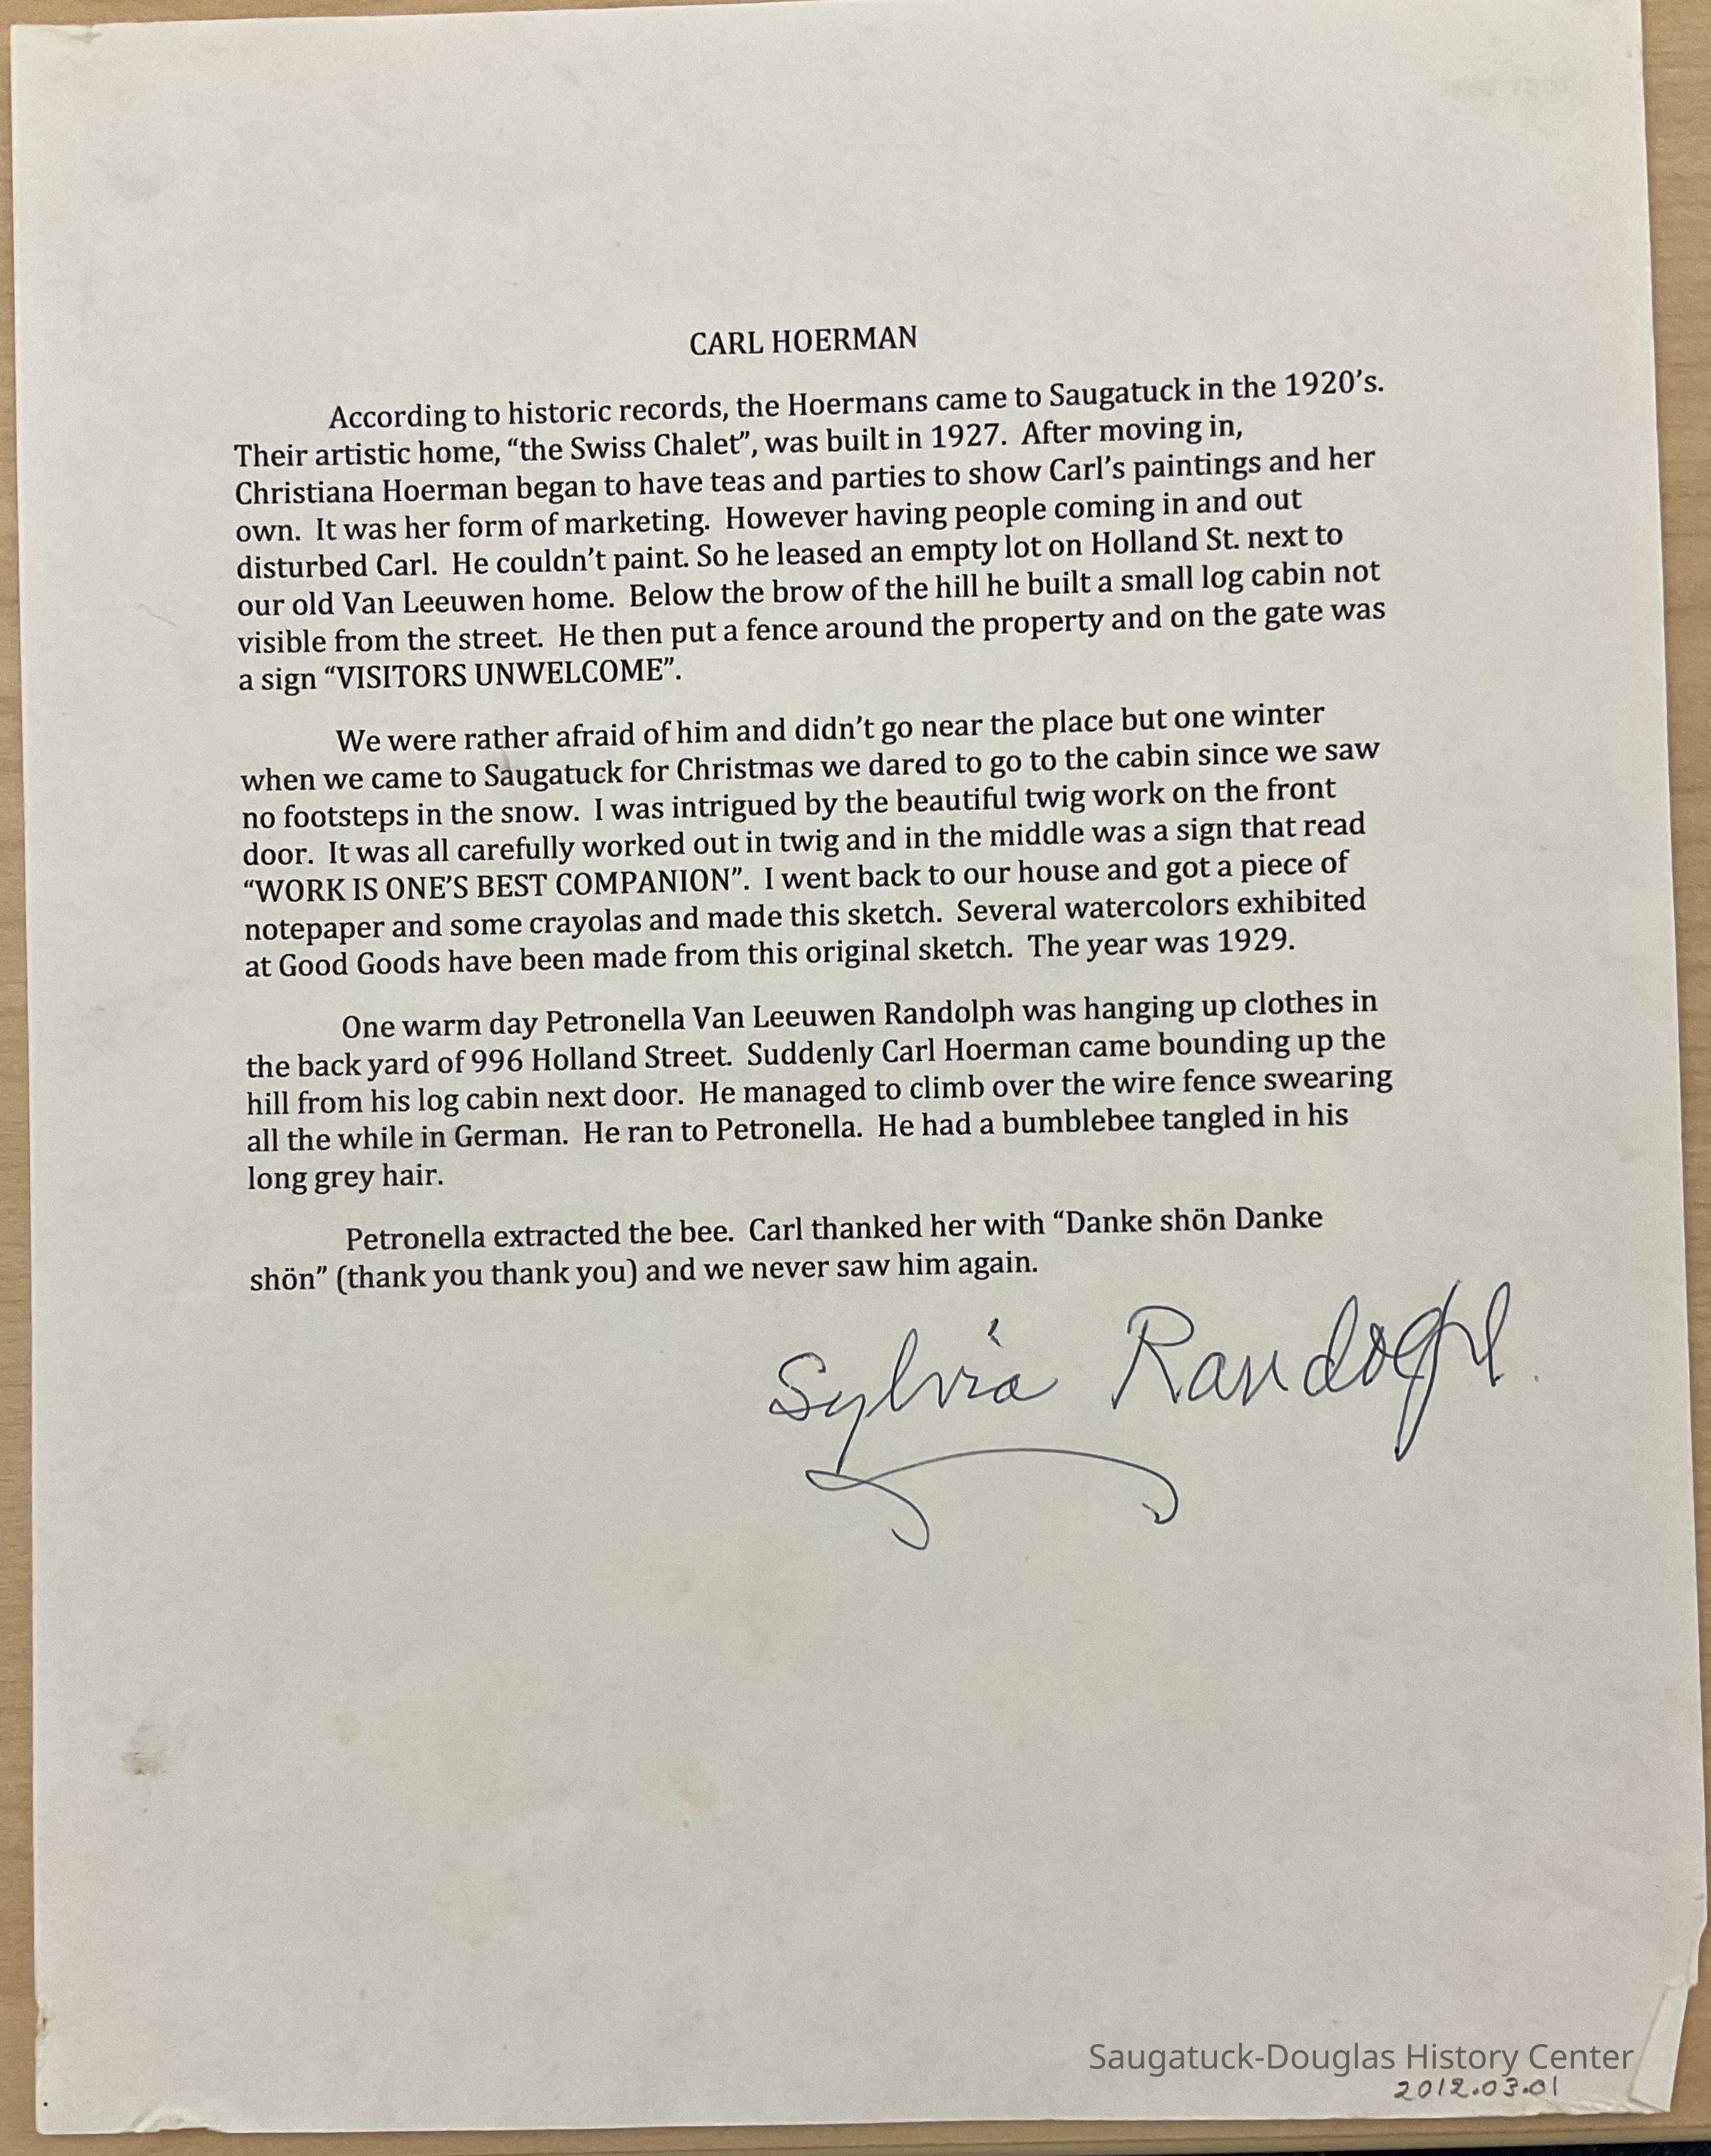 CARL HOERMAN
According to historic records, the Hoermans came to Saugatuck in the 1920’s.
Their artistic home, “the Swiss Chalet”, was built in 1927. After moving in,
Christiana Hoerman began to have teas and parties to show Carl’s paintings and her
own. It was her form of marketing. However having people coming in and out
disturbed Carl. He couldn’t paint. So he leased an empty lot on Holland St. next to
our old Van Leeuwen home. Below the brow of the hill he built a small log cabin not
visible from the street. He then put a fence around the property and on the gate was
a sign “VISITORS UNWELCOME”.
We were rather afraid of him and didn’t go near the place but one winter
when we came to Saugatuck for Christmas we dared to go to the cabin since we saw
no footsteps in the snow. I was intrigued by the beautiful twig work on the front
door. It was all carefully worked out in twig and in the middle was a sign that read
“WORK IS ONE’S BEST COMPANION”. I went back to our house and got a piece of
notepaper and some crayolas and made this sketch. Several watercolors exhibited
at Good Goods have been made from this original sketch. The year was 1929.
One warm day Petronella Van Leeuwen Randolph was hanging up clothes in
the back yard of 996 Holland Street. Suddenly Carl Hoerman came bounding up the
hill from his log cabin next door. He managed to climb over the wire fence swearing
all the while in German. He ran to Petronella. He had a bumblebee tangled in his
long grey hair.
Petronella extracted the bee. Carl thanked her with “Danke shön Danke
shön” (thank you thank you) and we never saw him again.
Sylvia Randolph
Saugatuck-Douglas History Center
2012.03.01